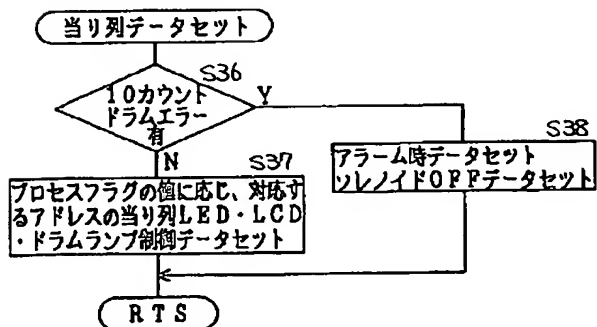 当り列データセット
S36
10カウント
ドラムエラー
有
Y
N
S38
アラーム時データセット
ソレノイドOFFデータセット
S37
プロセスフラグの値に応じ、対応す
るアドレスの当り列LED・LCD
・ドラムランプ制御データセット
RTS